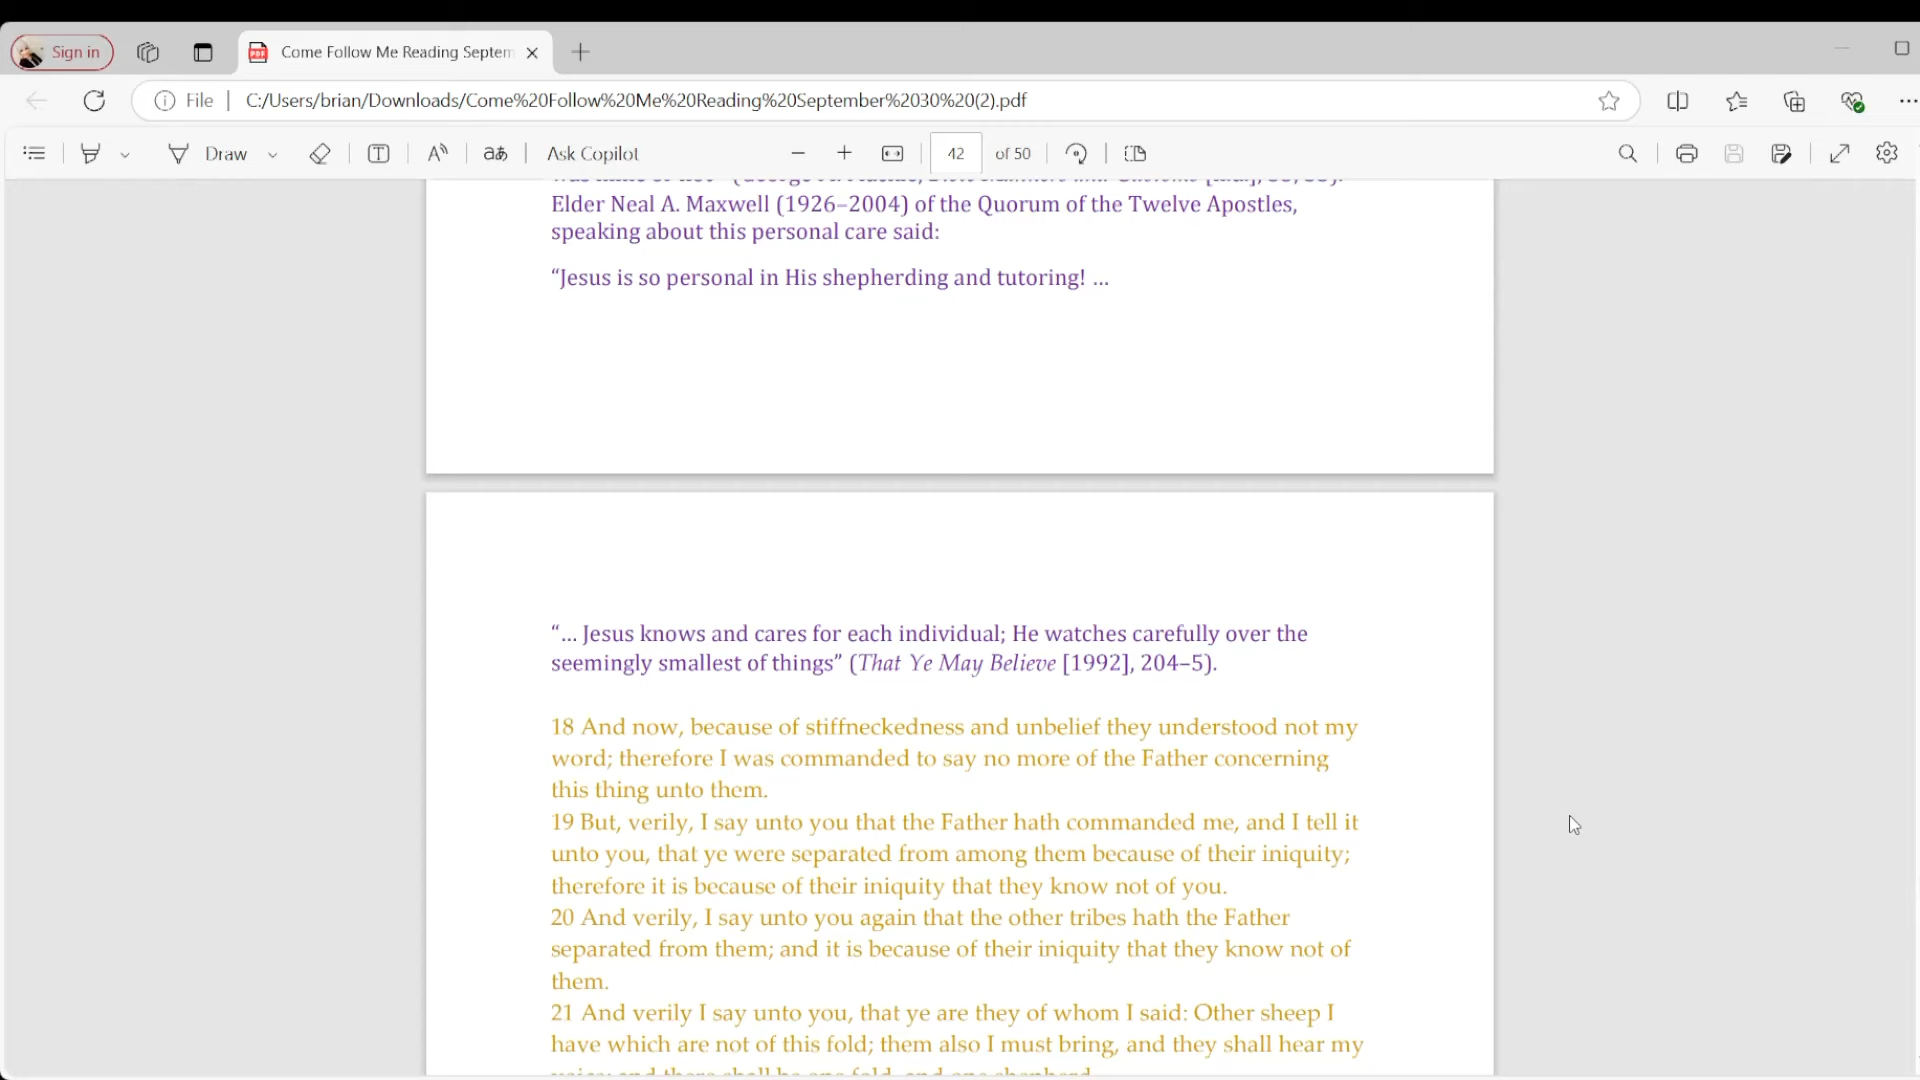 Sign in
Come Follow Me Reading Septem
File
C:/Users/brian/Downloads/Come%20Follow%20Me%20Reading%20September%2030%20(2).pdf
Draw
Ask Copilot
42 of 50
Elder Neal A. Maxwell (1926–2004) of the Quorum of the Twelve Apostles,
speaking about this personal care said:
“Jesus is so personal in His shepherding and tutoring! …
“… Jesus knows and cares for each individual; He watches carefully over the
seemingly smallest of things” (That Ye May Believe [1992], 204–5).
18 And now, because of stiffneckedness and unbelief they understood not my
word; therefore I was commanded to say no more of the Father concerning
this thing unto them.
19 But, verily, I say unto you that the Father hath commanded me, and I tell it
unto you, that ye were separated from among them because of their iniquity;
therefore it is because of their iniquity that they know not of you.
20 And verily, I say unto you again that the other tribes hath the Father
separated from them; and it is because of their iniquity that they know not of
them.
21 And verily I say unto you, that ye are they of whom I said: Other sheep I
have which are not of this fold; them also I must bring, and they shall hear my
voice; and there shall be one fold, and one shepherd.